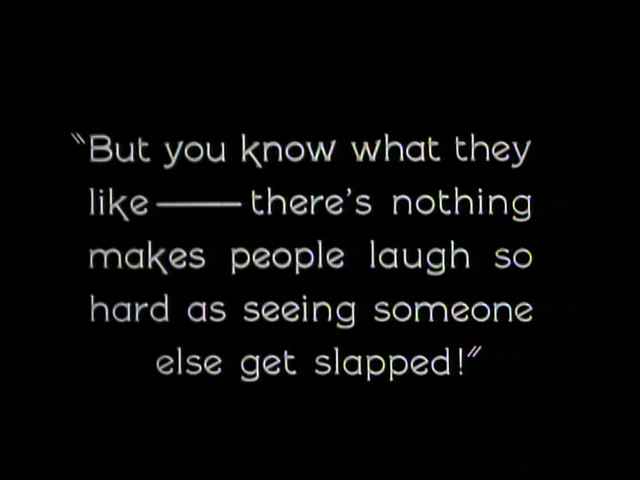 "But you know what they
like——there's nothing
makes people laugh so
hard as seeing someone
else get slapped!"